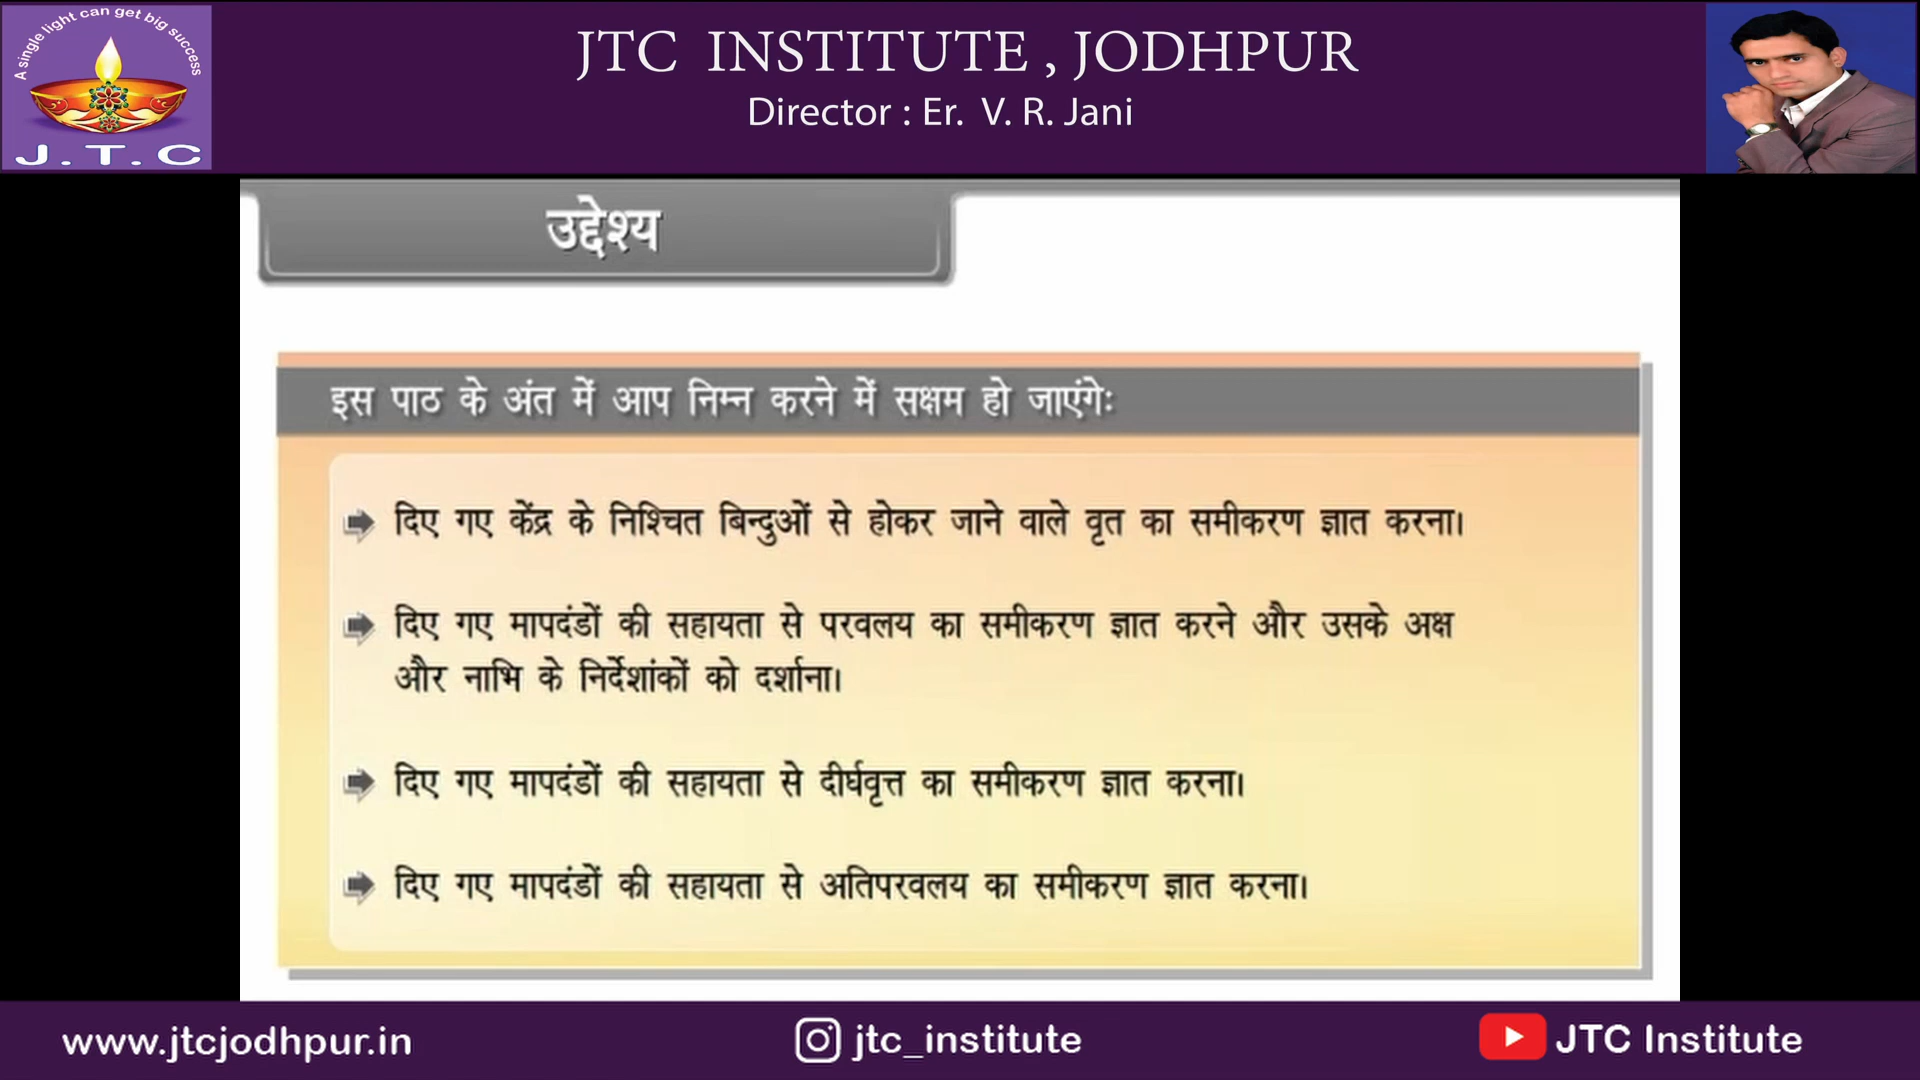 A single light can get big success
J.T.C
JTC INSTITUTE , JODHPUR
Director : Er. V. R. Jani
उद्देश्य
इस पाठ के अंत में आप निम्न करने में सक्षम हो जाएंगेः
दिए गए केंद्र के निश्चित बिन्दुओं से होकर जाने वाले वृत का समीकरण ज्ञात करना।
दिए गए मापदंडों की सहायता से परवलय का समीकरण ज्ञात करने और उसके अक्ष
और नाभि के निर्देशांकों को दर्शाना।
दिए गए मापदंडों की सहायता से दीर्घवृत्त का समीकरण ज्ञात करना।
दिए गए मापदंडों की सहायता से अतिपरवलय का समीकरण ज्ञात करना।
www.jtcjodhpur.in
jtc_institute
JTC Institute